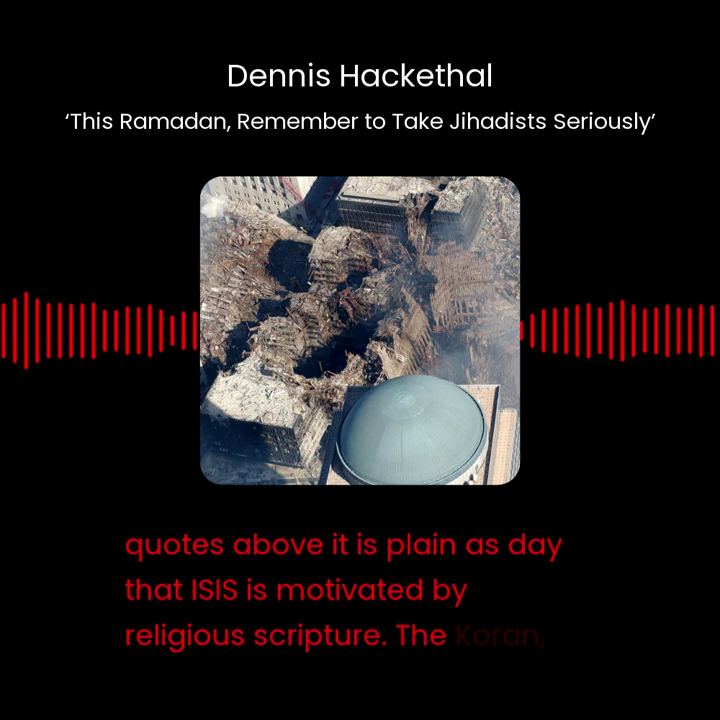 Dennis Hackethal
‘This Ramadan, Remember to Take Jihadists Seriously’
quotes above it is plain as day
that ISIS is motivated by
religious scripture. The Koran,